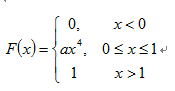 F(x) = { 0, x < 0
ax⁴, 0 ≤ x ≤ 1 ↵
1 x > 1